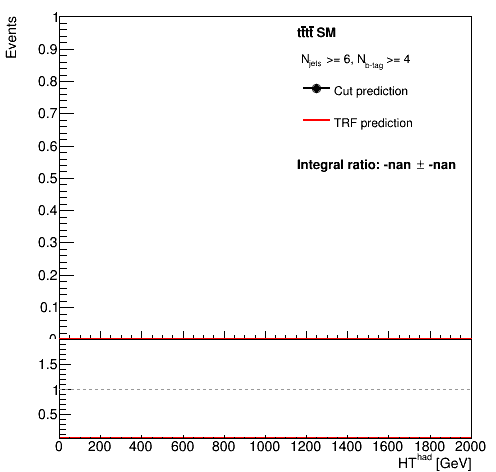 Events
1
0.9
0.8
0.7
0.6
0.5
0.4
0.3
0.2
0.1
0
1.5
1
0.5
0 200 400 600 800 1000 1200 1400 1600 1800 2000
HT^had [GeV]
tt̄tt̄ SM
N_jets >= 6, N_b-tag >= 4
Cut prediction
TRF prediction
Integral ratio: -nan ± -nan